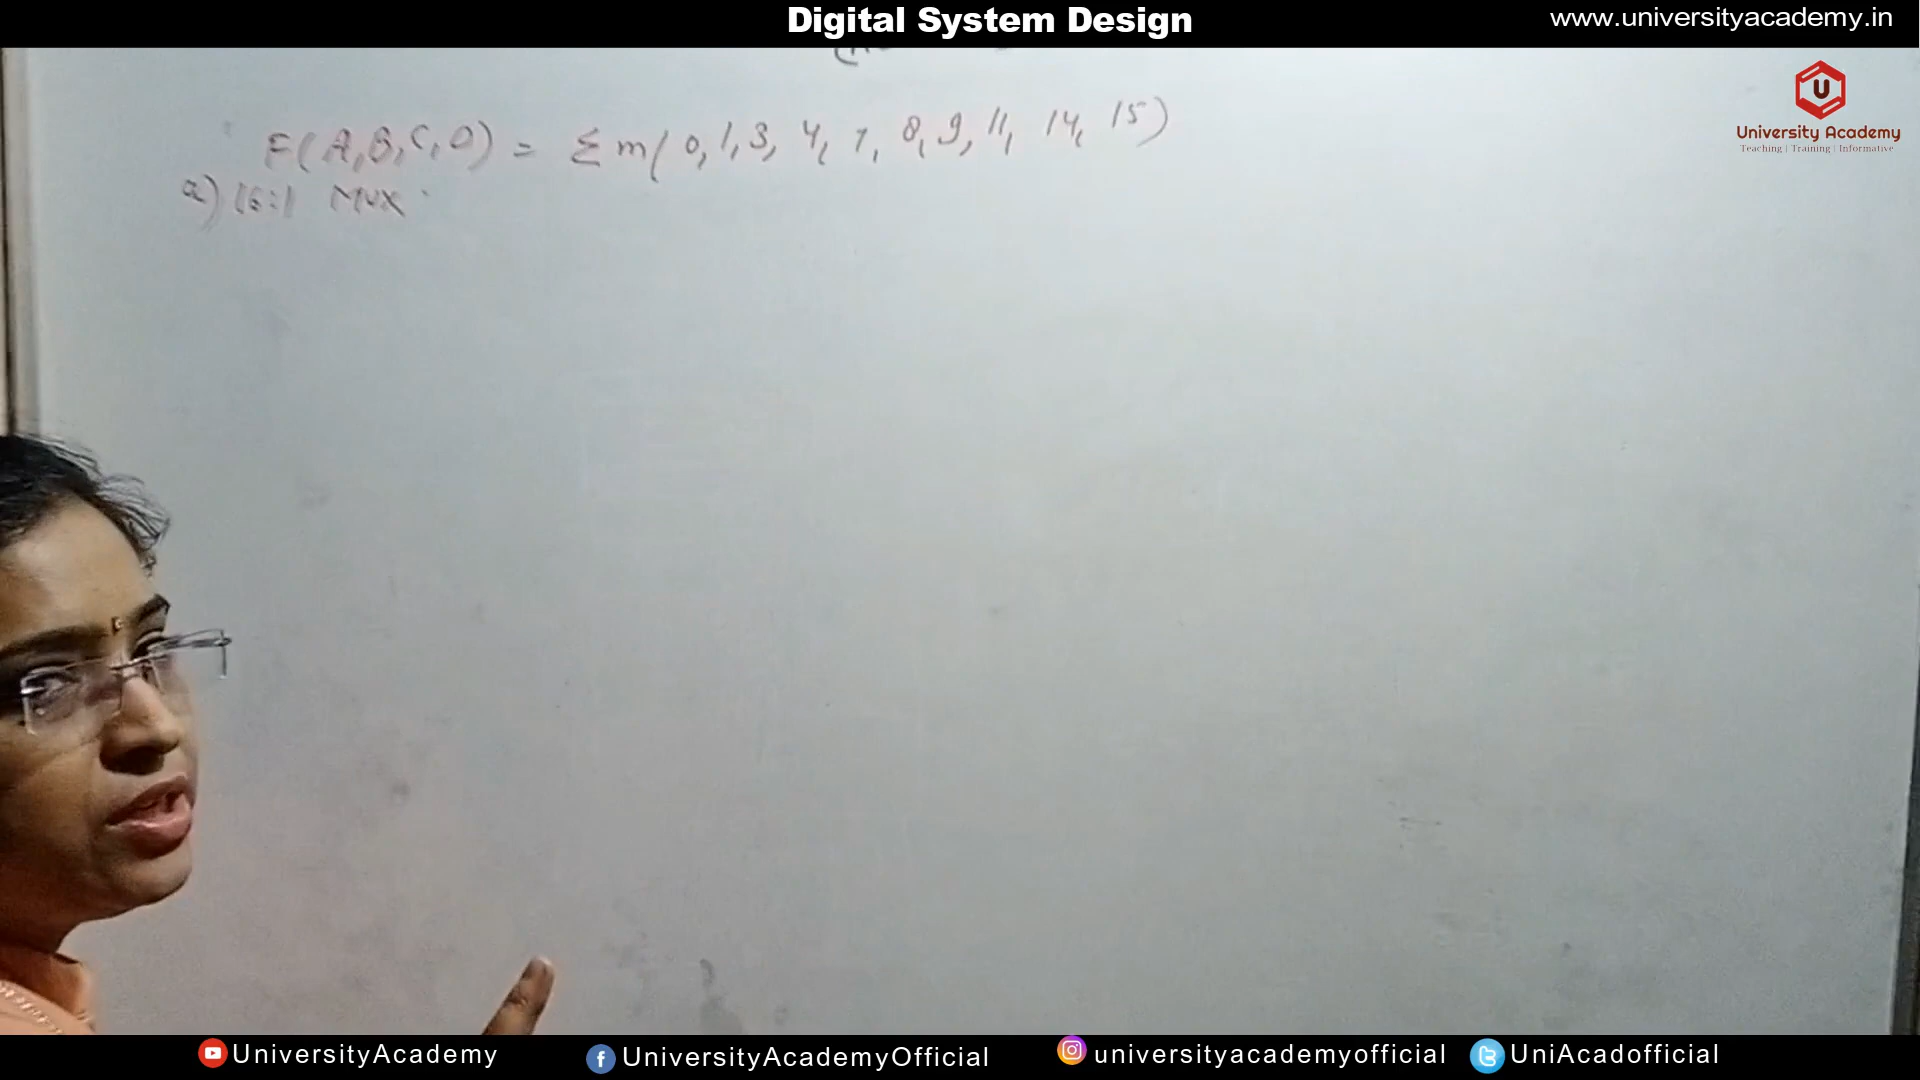 Digital System Design
www.universityacademy.in
U
University Academy
Teaching | Training | Informative
F(A,B,C,D) = Σm(0,1,3,4,7,8,9,11,14,15)
a) 16:1 MUX
UniversityAcademy
UniversityAcademyOfficial
universityacademyofficial
UniAcadofficial